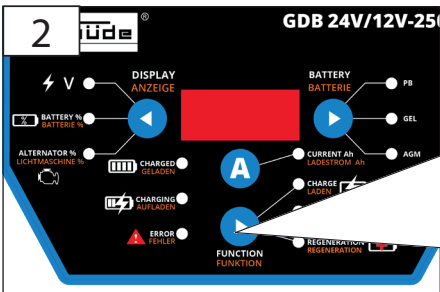 2
üde®
GDB 24V/12V-250
V
DISPLAY
ANZEIGE
BATTERY
BATTERIE
PB
%
BATTERY %
BATTERIE %
GEL
ALTERNATOR %
LICHTMASCHINE %
CHARGED
GELADEN
A
CURRENT Ah
LADESTROM Ah
AGM
CHARGING
AUFLADEN
CHARGE
LADEN
ERROR
FEHLER
FUNCTION
FUNKTION
REGENERATION
REGENERATION